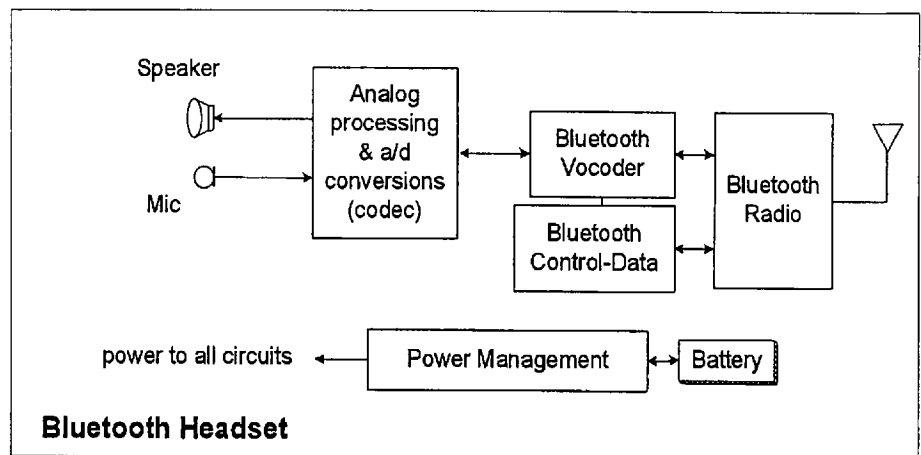 Speaker
Mic
Analog
processing
& a/d
conversions
(codec)
Bluetooth
Vocoder
Bluetooth
Control-Data
Bluetooth
Radio
power to all circuits
Power Management
Battery
Bluetooth Headset